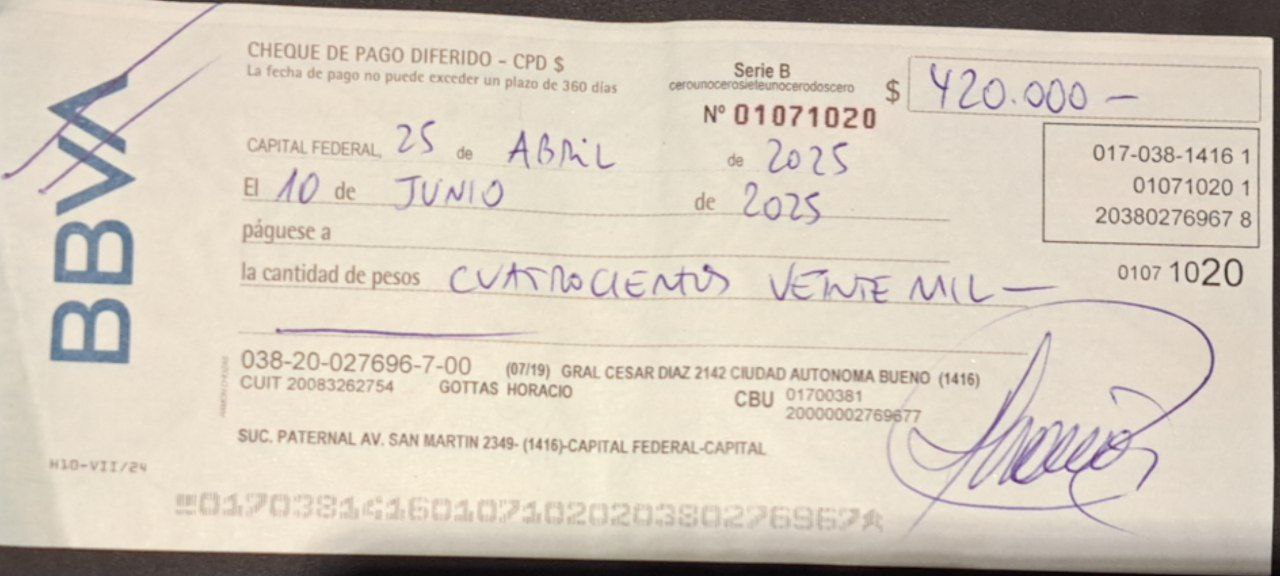 BBVA
CHEQUE DE PAGO DIFERIDO - CPD $
La fecha de pago no puede exceder un plazo de 360 días
Serie B
cerounocerosieteunocerodoscero
Nº 01071020
$ 420.000 —
CAPITAL FEDERAL, 25 de ABRIL de 2025
El 10 de JUNIO de 2025
páguese a
la cantidad de pesos CUATROCIENTOS VEINTE MIL —
017-038-1416 1
01071020 1
20380276967 8
0107 1020
038-20-027696-7-00 (07/19) GRAL CESAR DIAZ 2142 CIUDAD AUTONOMA BUENO (1416)
CUIT 20083262754 GOTTAS HORACIO
CBU 01700381
20000002769677
SUC. PATERNAL AV. SAN MARTIN 2349- (1416)-CAPITAL FEDERAL-CAPITAL
H10-VII/24
01703814160107102020380276967